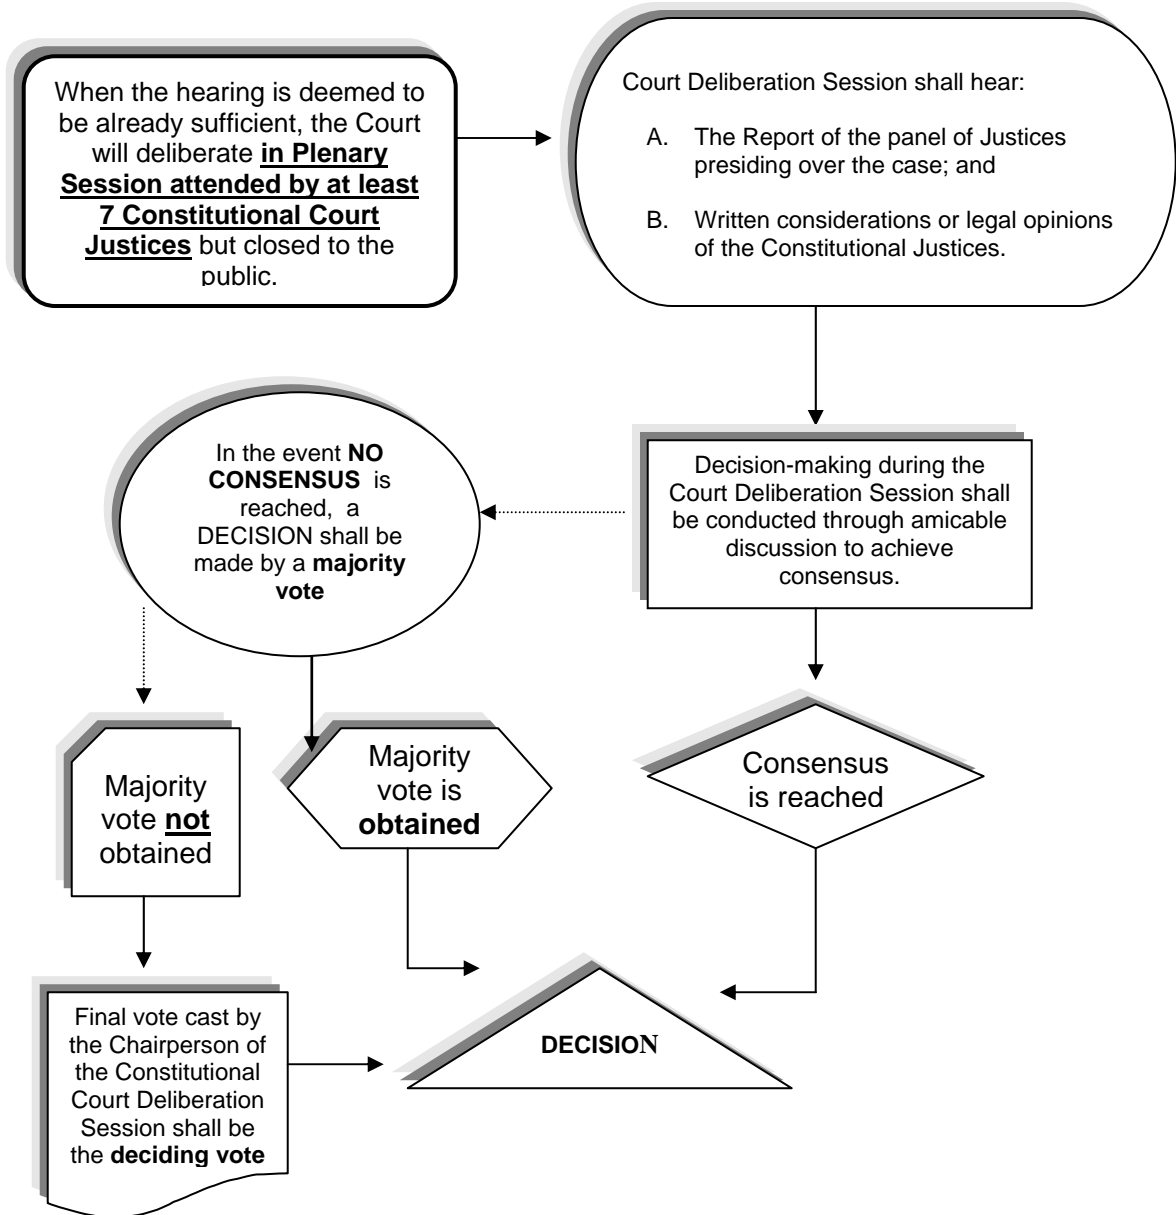 When the hearing is deemed to
be already sufficient, the Court
will deliberate in Plenary
Session attended by at least
7 Constitutional Court
Justices but closed to the
public.
Court Deliberation Session shall hear:
A. The Report of the panel of Justices
presiding over the case; and
B. Written considerations or legal opinions
of the Constitutional Justices.
Decision-making during the
Court Deliberation Session shall
be conducted through amicable
discussion to achieve
consensus.
In the event NO
CONSENSUS is
reached, a
DECISION shall be
made by a majority
vote
Majority
vote not
obtained
Majority
vote is
obtained
Consensus
is reached
Final vote cast by
the Chairperson of
the Constitutional
Court Deliberation
Session shall be
the deciding vote
DECISION